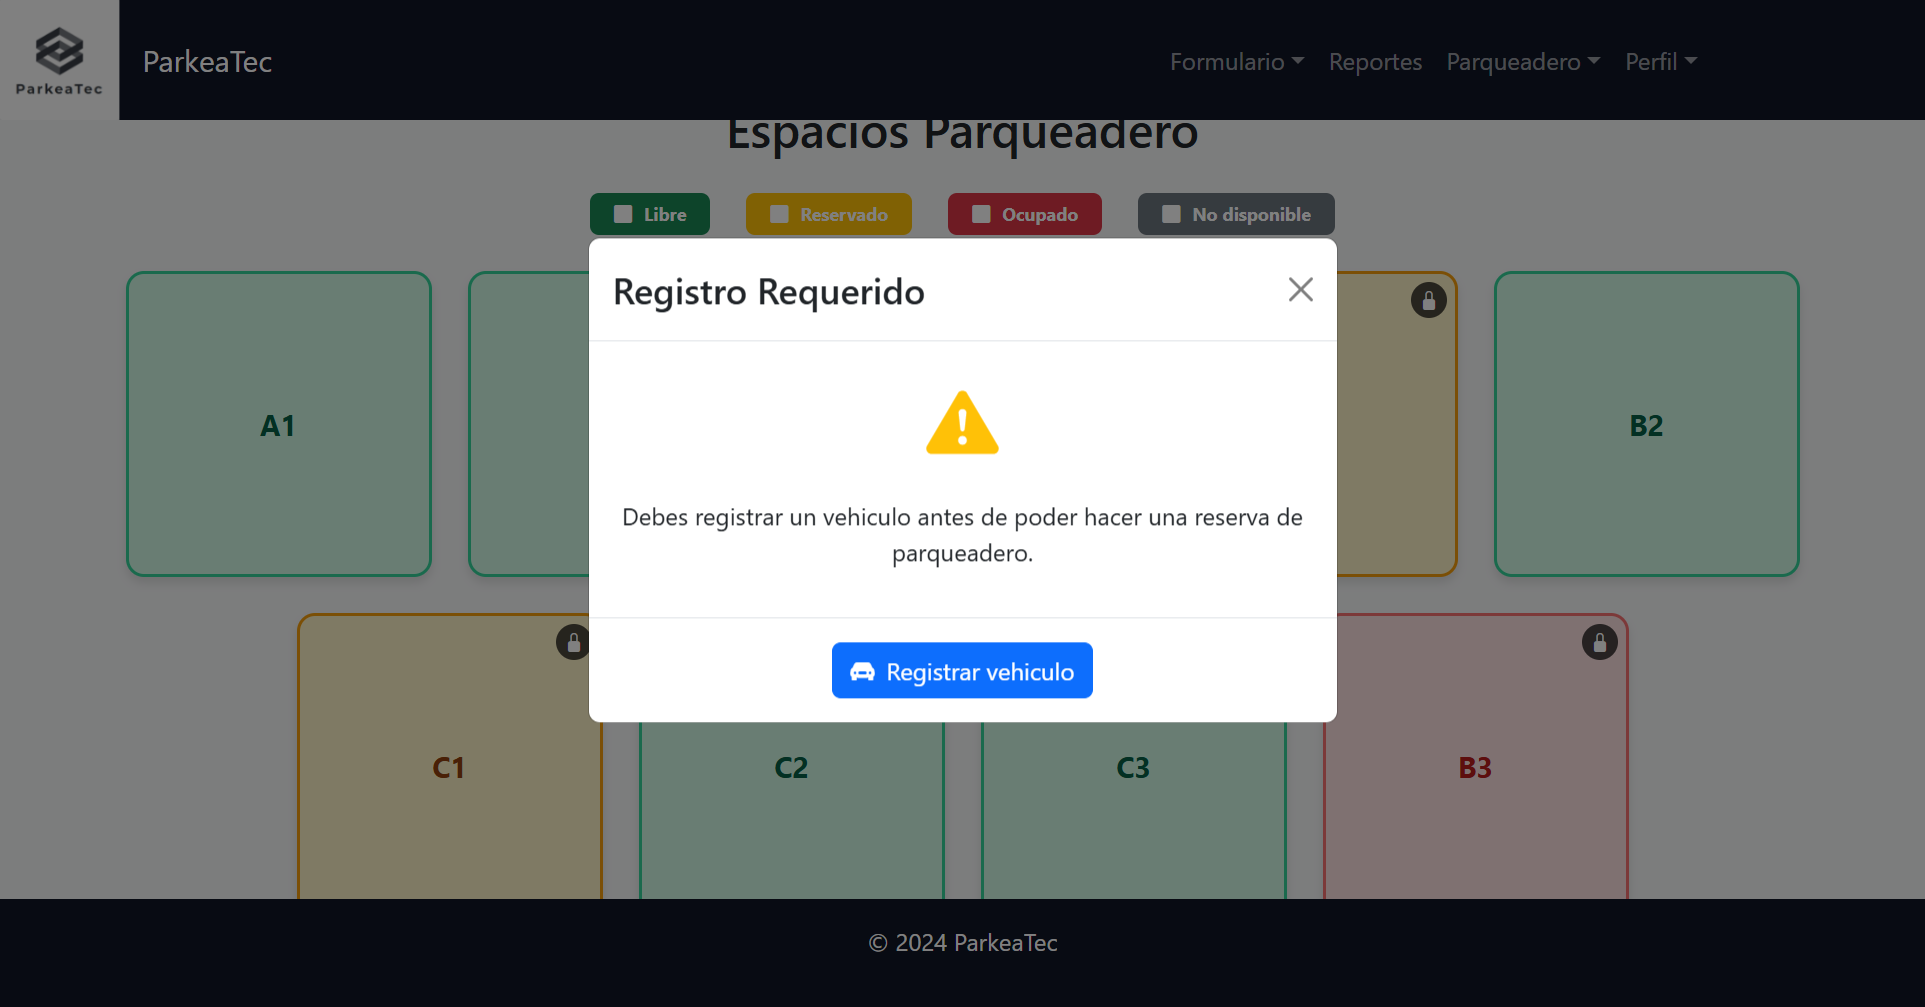 ParkeaTec
ParkeaTec
Formulario
Reportes
Parqueadero
Perfil
Espacios Parqueadero
Libre
Reservado
Ocupado
No disponible
Registro Requerido
Debes registrar un vehiculo antes de poder hacer una reserva de
parqueadero.
Registrar vehiculo
A1
B2
C1
C2
C3
B3
© 2024 ParkeaTec